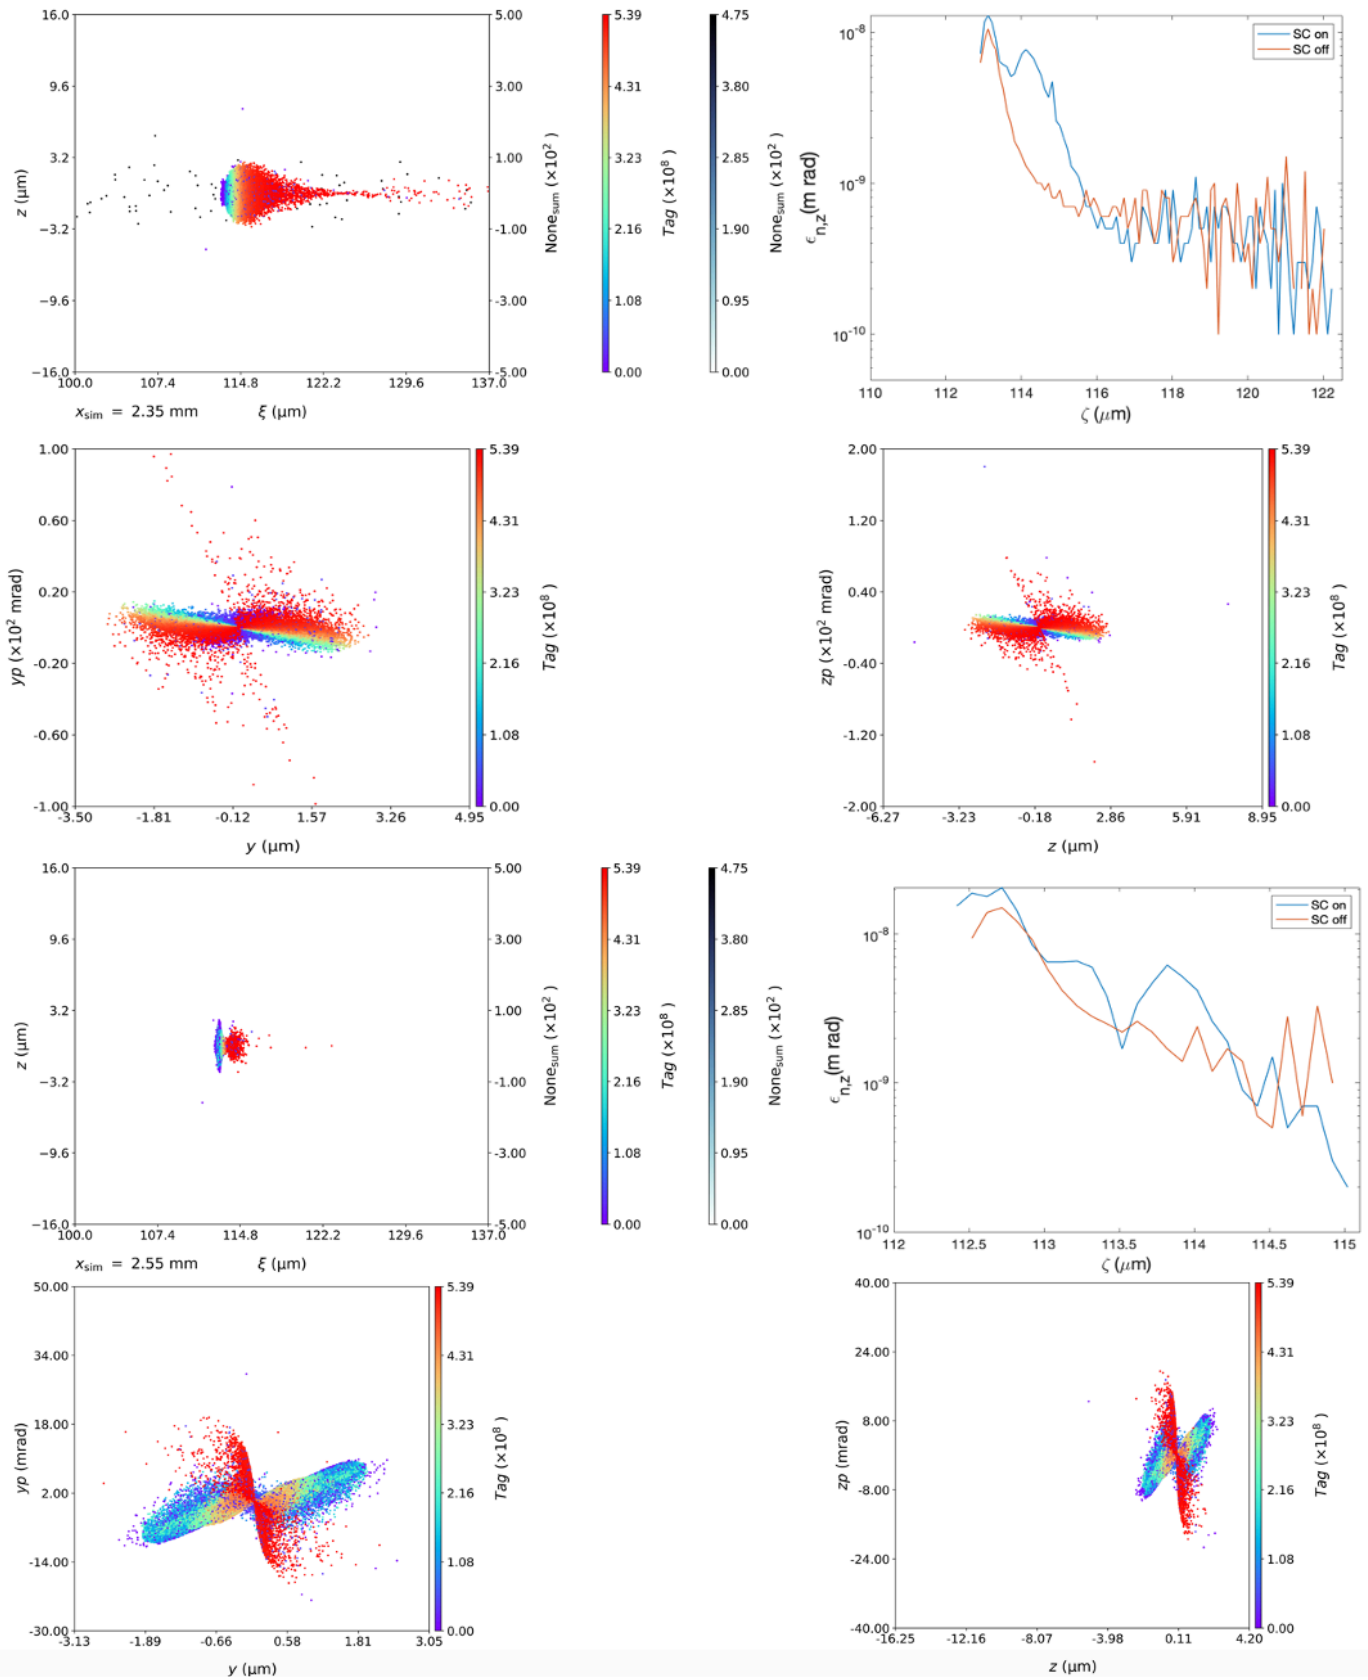 16.0
9.6
3.2
−3.2
−9.6
−16.0
z (μm)
5.00
3.00
1.00
-1.00
-3.00
-5.00
None_sum (×10^2 )
100.0 107.4 114.8 122.2 129.6 137.0
x_sim = 2.35 mm ξ (μm)
5.39
4.31
3.23
2.16
1.08
0.00
Tag (×10^8 )
4.75
3.80
2.85
1.90
0.95
0.00
None_sum (×10^2 )
10^-8
10^-9
10^-10
ϵ_n,z(m rad)
SC on
SC off
110 112 114 116 118 120 122
ζ (μm)
1.00
0.60
0.20
-0.20
-0.60
-1.00
yp (×10^2 mrad)
-3.50 -1.81 -0.12 1.57 3.26 4.95
y (μm)
5.39
4.31
3.23
2.16
1.08
0.00
Tag (×10^8 )
2.00
1.20
0.40
-0.40
-1.20
-2.00
zp (×10^2 mrad)
-6.27 -3.23 -0.18 2.86 5.91 8.95
z (μm)
5.39
4.31
3.23
2.16
1.08
0.00
Tag (×10^8 )
16.0
9.6
3.2
−3.2
−9.6
−16.0
z (μm)
5.00
3.00
1.00
-1.00
-3.00
-5.00
None_sum (×10^2 )
100.0 107.4 114.8 122.2 129.6 137.0
x_sim = 2.55 mm ξ (μm)
5.39
4.31
3.23
2.16
1.08
0.00
Tag (×10^8 )
4.75
3.80
2.85
1.90
0.95
0.00
None_sum (×10^2 )
10^-8
10^-9
10^-10
ϵ_n,z(m rad)
SC on
SC off
112 112.5 113 113.5 114 114.5 115
ζ (μm)
50.00
34.00
18.00
2.00
-14.00
-30.00
yp (mrad)
-3.13 -1.89 -0.66 0.58 1.81 3.05
y (μm)
5.39
4.31
3.23
2.16
1.08
0.00
Tag (×10^8 )
40.00
24.00
8.00
-8.00
-24.00
-40.00
zp (mrad)
-16.25 -12.16 -8.07 -3.98 0.11 4.20
z (μm)
5.39
4.31
3.23
2.16
1.08
0.00
Tag (×10^8 )